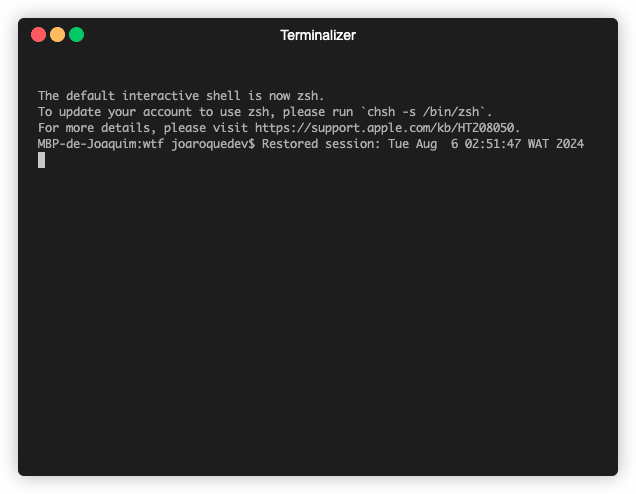 Terminalizer
The default interactive shell is now zsh.
To update your account to use zsh, please run `chsh -s /bin/zsh`.
For more details, please visit https://support.apple.com/kb/HT208050.
MBP-de-Joaquim:wtf joaroquedev$ Restored session: Tue Aug  6 02:51:47 WAT 2024